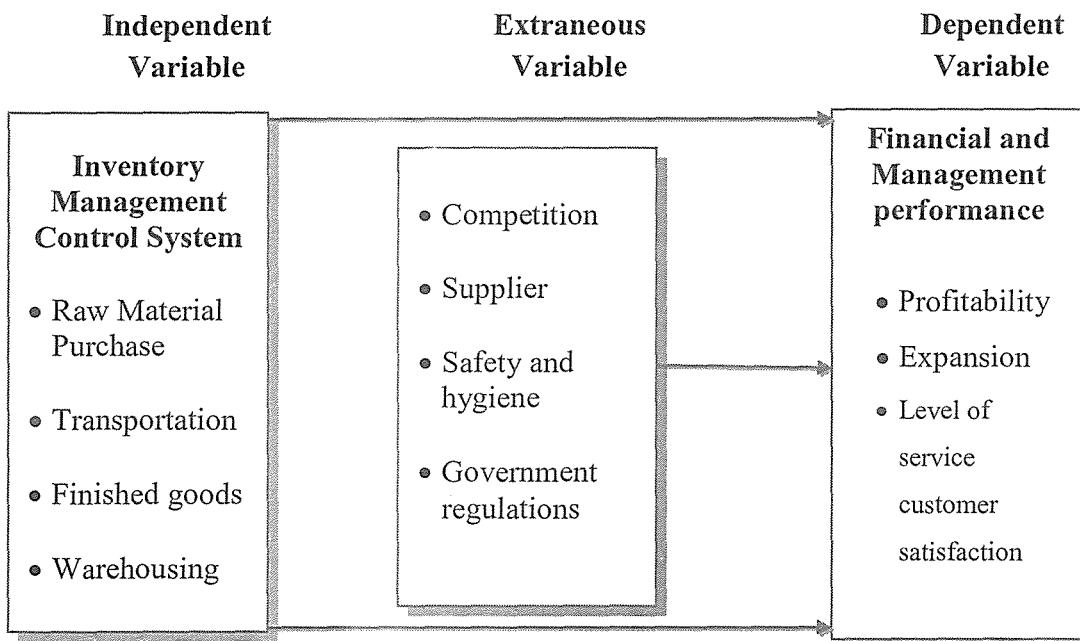 Independent
Variable
Extraneous
Variable
Dependent
Variable
Inventory
Management
Control System
• Raw Material
Purchase
• Transportation
• Finished goods
• Warehousing
• Competition
• Supplier
• Safety and
hygiene
• Government
regulations
Financial and
Management
performance
• Profitability
• Expansion
• Level of
service
customer
satisfaction